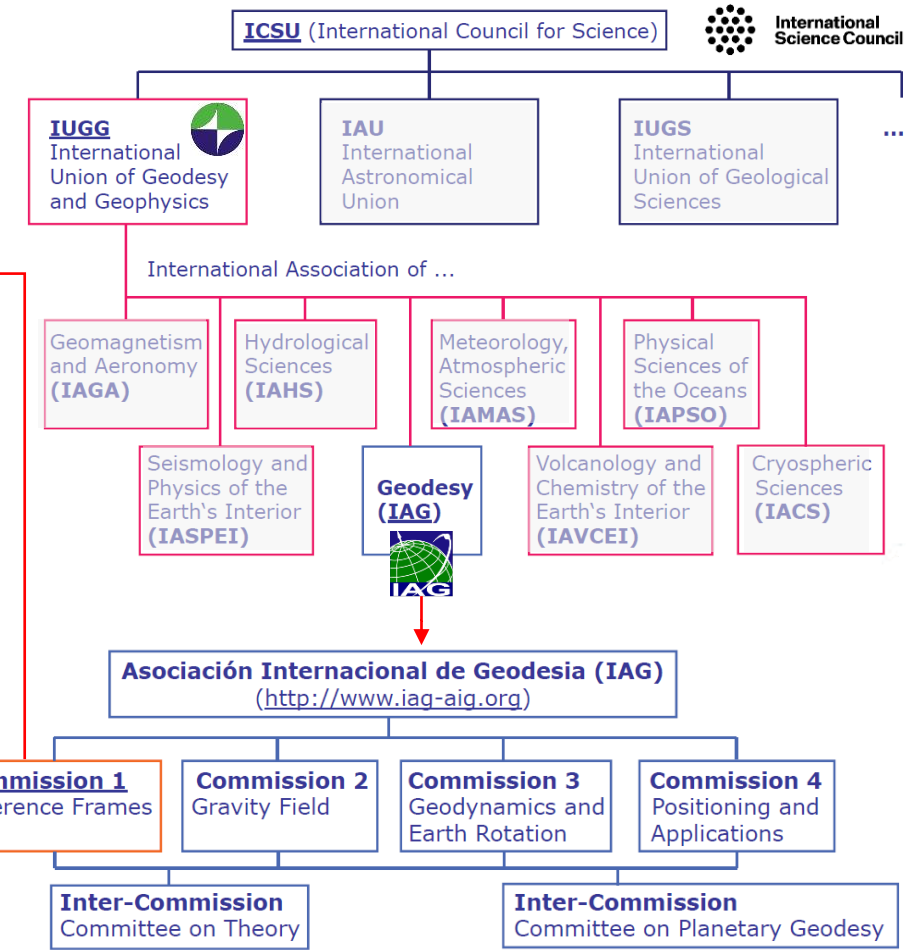 ICSU (International Council for Science)
International
Science Council
IUGG
International
Union of Geodesy
and Geophysics
IAU
International
Astronomical
Union
IUGS
International
Union of Geological
Sciences
...
International Association of ...
Geomagnetism
and Aeronomy
(IAGA)
Hydrological
Sciences
(IAHS)
Meteorology,
Atmospheric
Sciences
(IAMAS)
Physical
Sciences of
the Oceans
(IAPSO)
Seismology and
Physics of the
Earth‘s Interior
(IASPEI)
Geodesy
(IAG)
IAG
Volcanology and
Chemistry of the
Earth‘s Interior
(IAVCEI)
Cryospheric
Sciences
(IACS)
Asociación Internacional de Geodesia (IAG)
(http://www.iag-aig.org)
mmission 1
erence Frames
Commission 2
Gravity Field
Commission 3
Geodynamics and
Earth Rotation
Commission 4
Positioning and
Applications
Inter-Commission
Committee on Theory
Inter-Commission
Committee on Planetary Geodesy